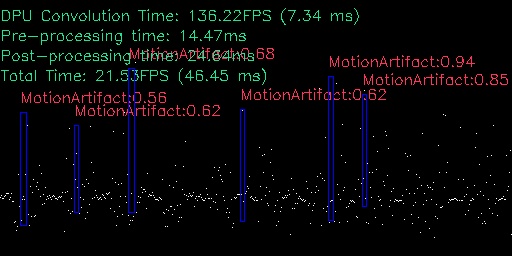 DPU Convolution Time: 136.22FPS (7.34 ms)
Pre-processing time: 14.47ms
Post-processing time: 24.64ms
MotionArtifact:0.68
Total Time: 21.53FPS (46.45 ms)
MotionArtifact:0.94
MotionArtifact:0.85
MotionArtifact:0.56
MotionArtifact:0.62
MotionArtifact:0.62